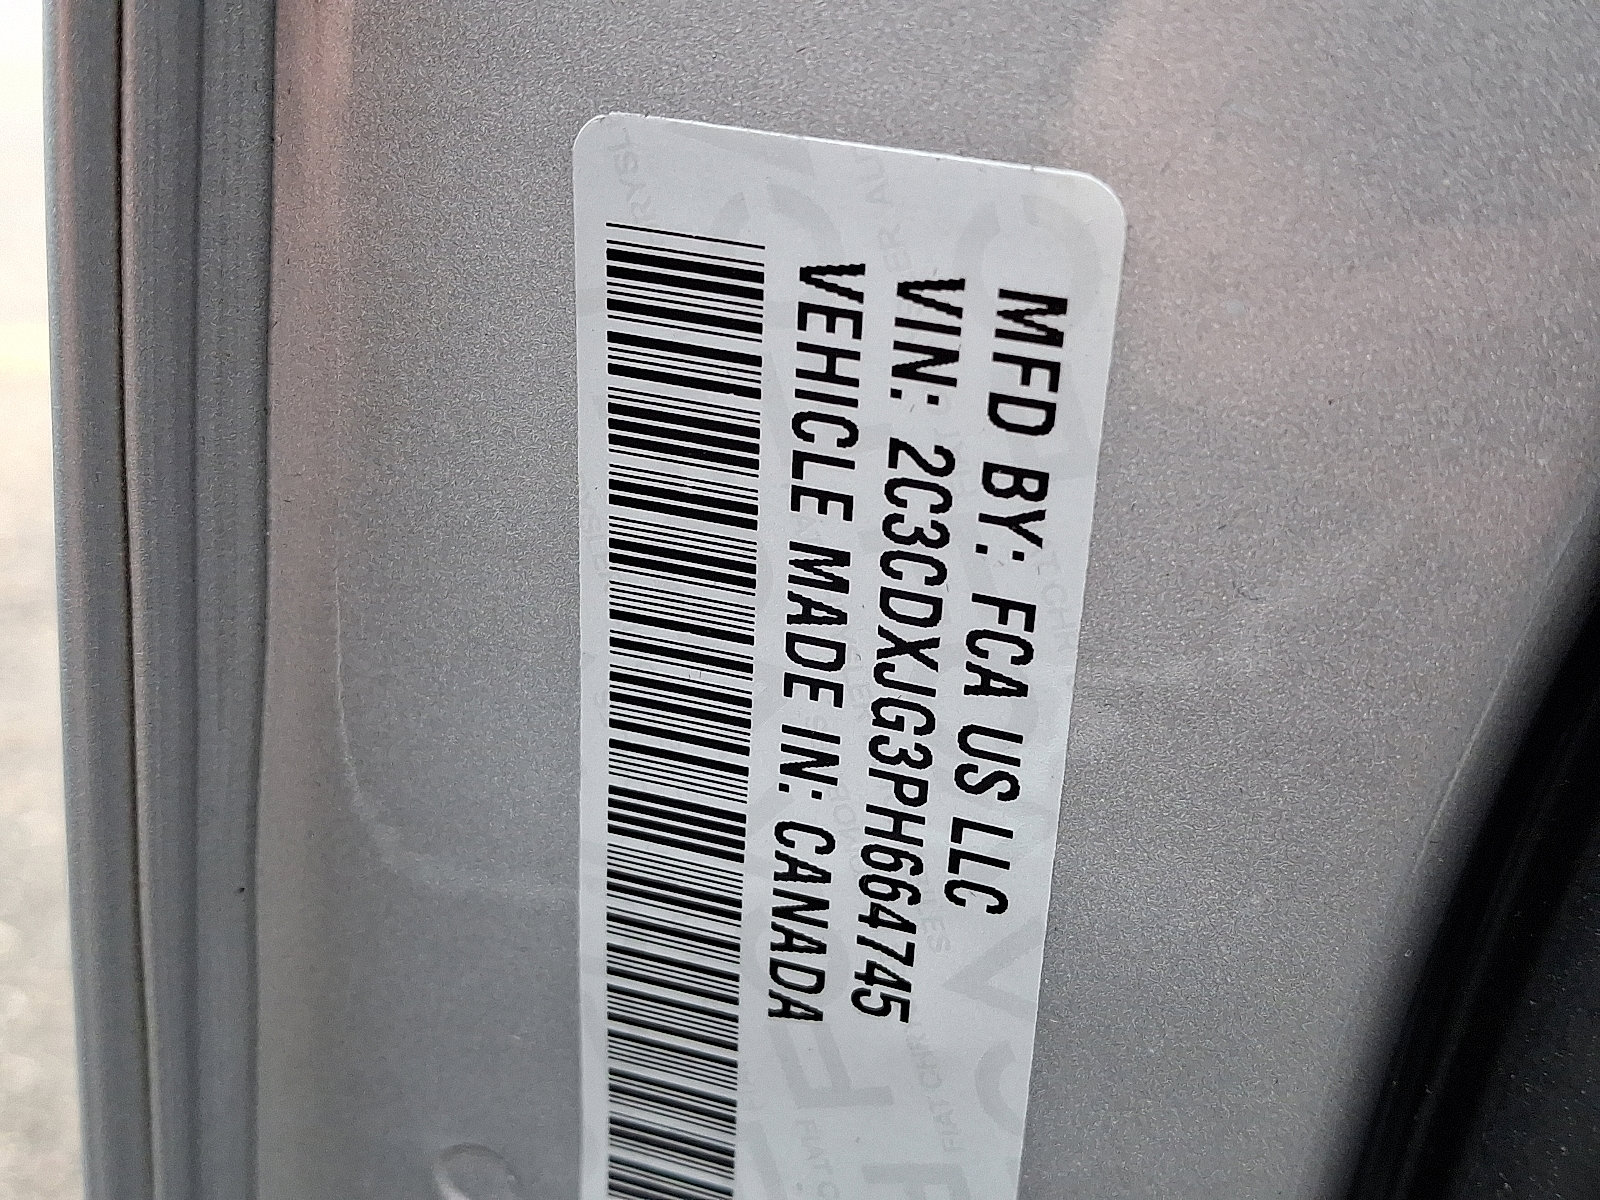 MFD BY: FCA US LLC
VIN: 2C3CDXJG3PH664745
VEHICLE MADE IN: CANADA